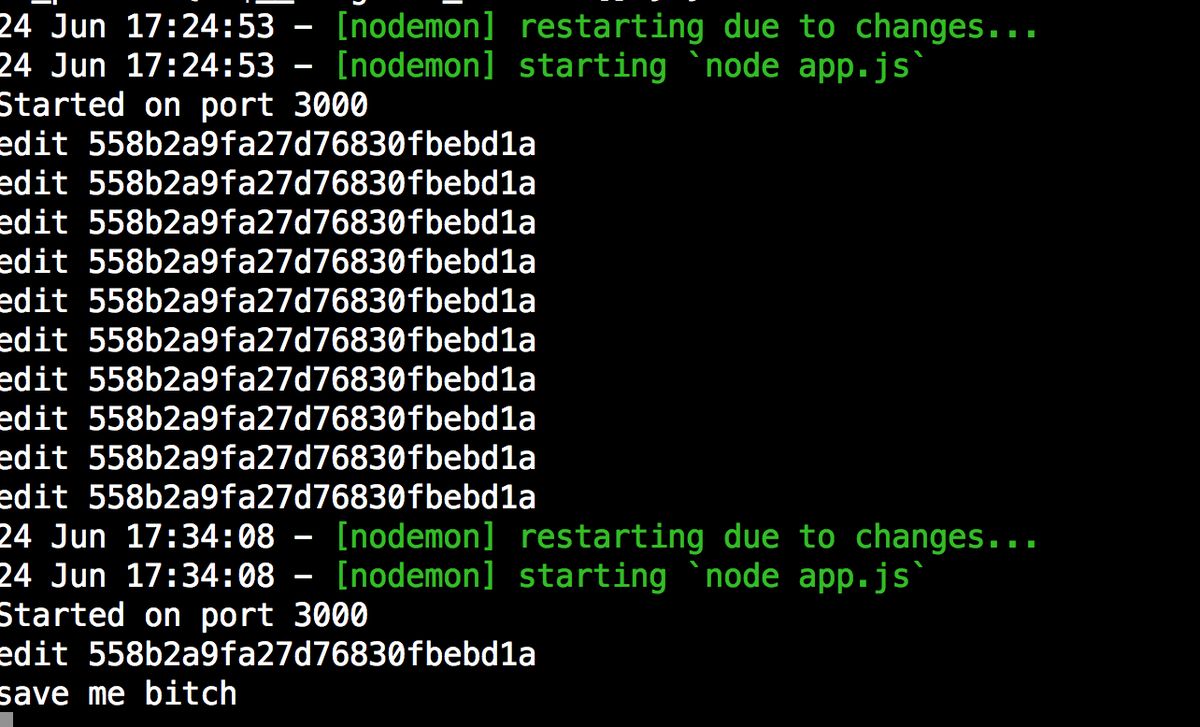 24 Jun 17:24:53 – [nodemon] restarting due to changes...
24 Jun 17:24:53 – [nodemon] starting `node app.js`
Started on port 3000
edit 558b2a9fa27d76830fbebd1a
edit 558b2a9fa27d76830fbebd1a
edit 558b2a9fa27d76830fbebd1a
edit 558b2a9fa27d76830fbebd1a
edit 558b2a9fa27d76830fbebd1a
edit 558b2a9fa27d76830fbebd1a
edit 558b2a9fa27d76830fbebd1a
edit 558b2a9fa27d76830fbebd1a
edit 558b2a9fa27d76830fbebd1a
edit 558b2a9fa27d76830fbebd1a
24 Jun 17:34:08 – [nodemon] restarting due to changes...
24 Jun 17:34:08 – [nodemon] starting `node app.js`
Started on port 3000
edit 558b2a9fa27d76830fbebd1a
save me bitch